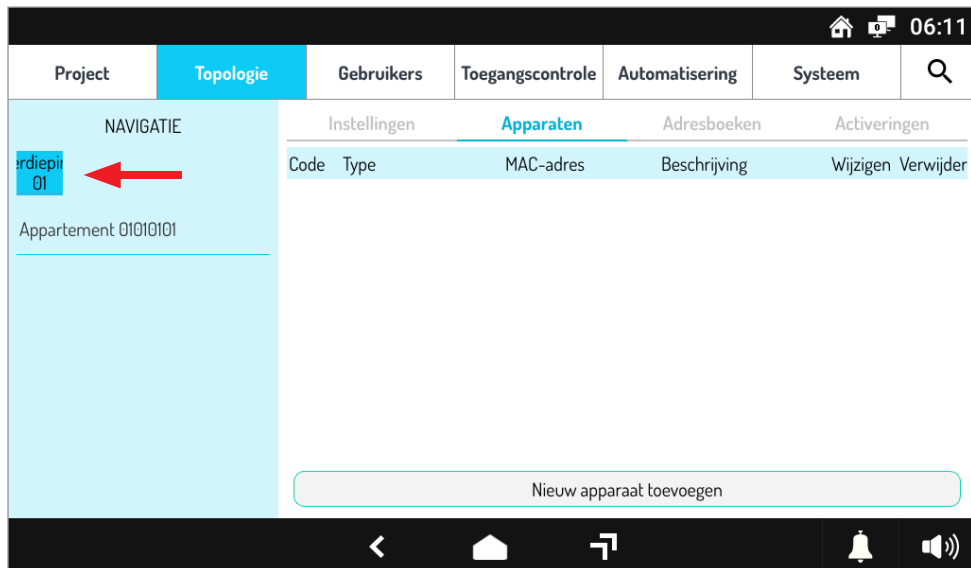 06:11
Project Topologie Gebruikers Toegangscontrole Automatisering Systeem
NAVIGATIE
Instellingen Apparaten Adresboeken Activeringen
erdiepin
01
Code Type MAC-adres Beschrijving Wijzigen Verwijder
Appartement 01010101
Nieuw apparaat toevoegen